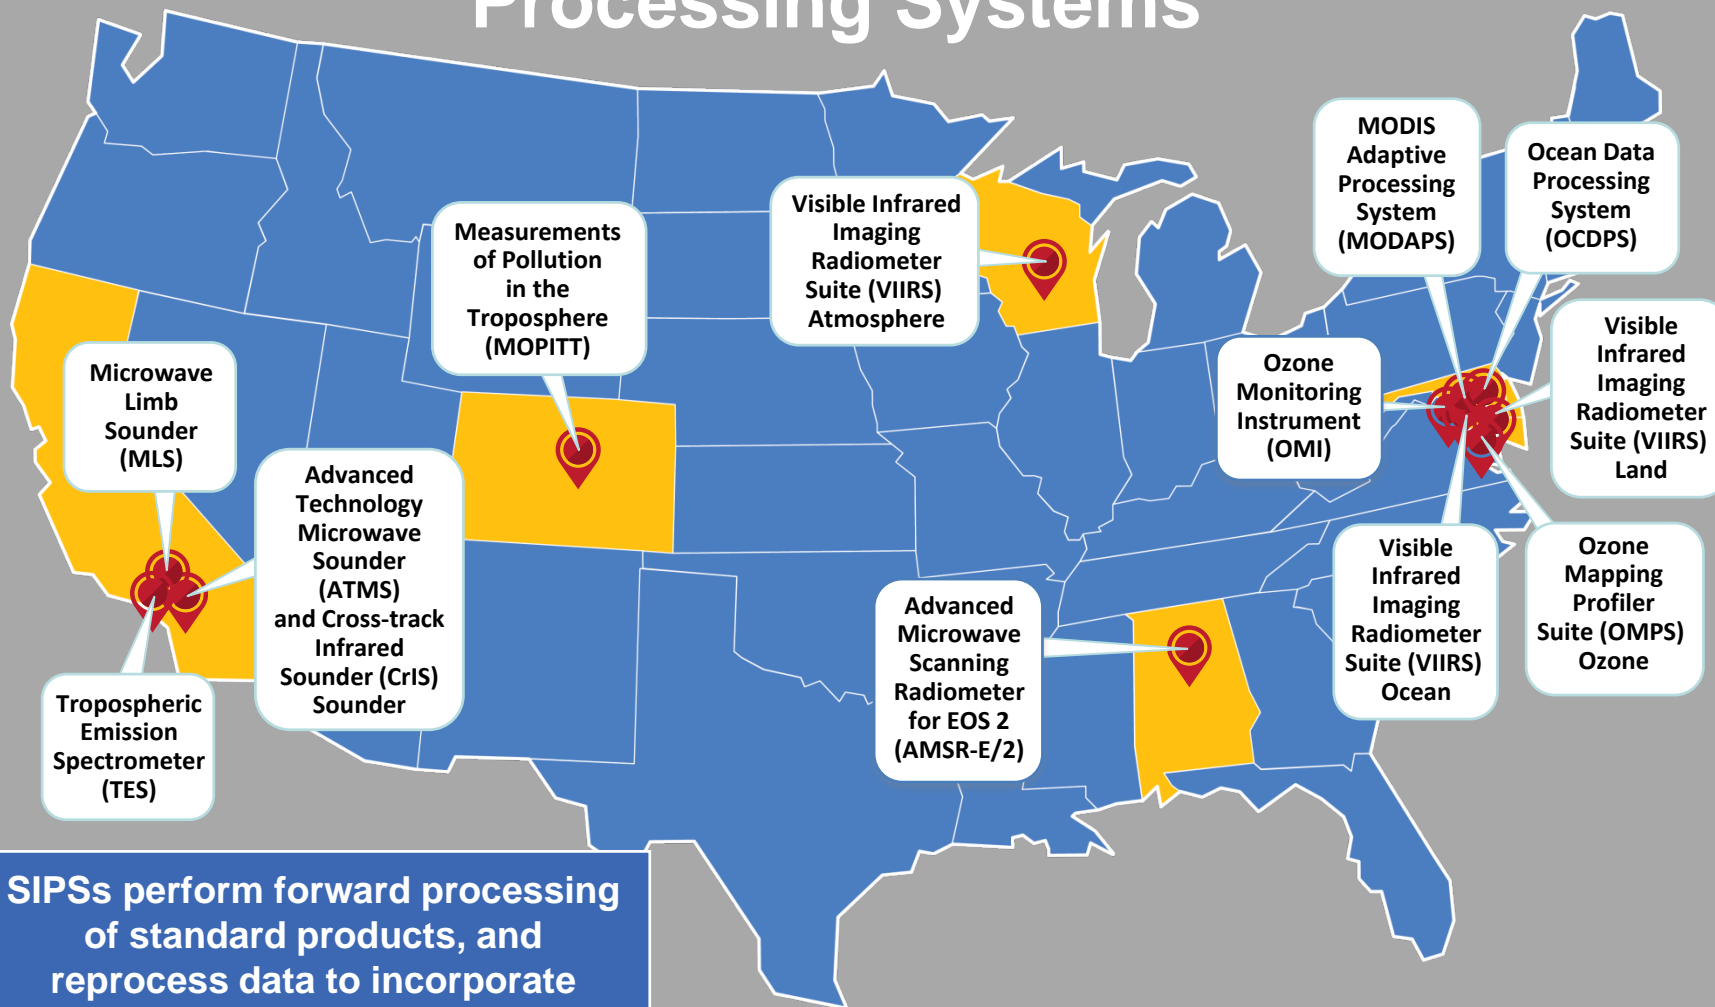 Processing Systems
MODIS
Adaptive
Processing
System
(MODAPS)
Ocean Data
Processing
System
(OCDPS)
Visible Infrared
Imaging
Radiometer
Suite (VIIRS)
Atmosphere
Measurements
of Pollution
in the
Troposphere
(MOPITT)
Visible
Infrared
Imaging
Radiometer
Suite (VIIRS)
Land
Ozone
Monitoring
Instrument
(OMI)
Microwave
Limb
Sounder
(MLS)
Advanced
Technology
Microwave
Sounder
(ATMS)
and Cross-track
Infrared
Sounder (CrIS)
Sounder
Visible
Infrared
Imaging
Radiometer
Suite (VIIRS)
Ocean
Ozone
Mapping
Profiler
Suite (OMPS)
Ozone
Advanced
Microwave
Scanning
Radiometer
for EOS 2
(AMSR-E/2)
Tropospheric
Emission
Spectrometer
(TES)
SIPSs perform forward processing
of standard products, and
reprocess data to incorporate